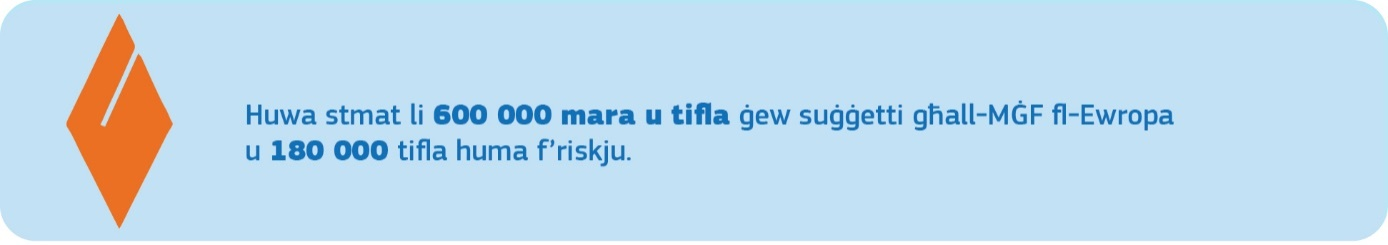 Huwa stmat li 600 000 mara u tifla ġew suġġetti għall-MĠF fl-Ewropa
u 180 000 tifla huma f’riskju.